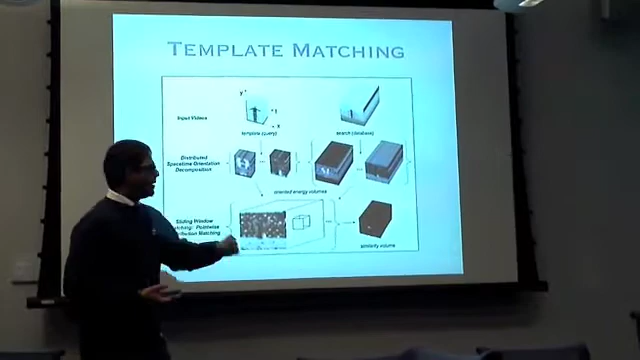 TEMPLATE MATCHING
Input Videos
y
t
x
template (query)
search (database)
Distributed
Spacetime Orientation
Decomposition
oriented energy volumes
Sliding Window
Matching: Pointwise
Distribution Matching
similarity volume